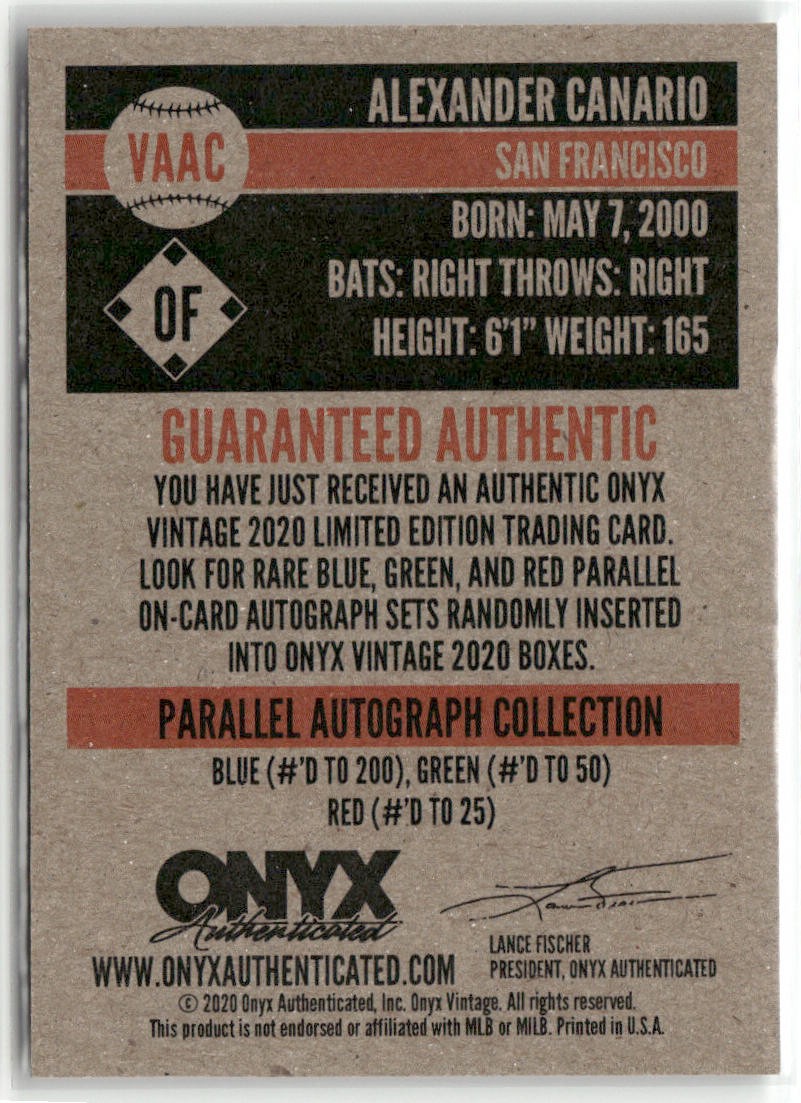 VAAC
ALEXANDER CANARIO
SAN FRANCISCO
BORN: MAY 7, 2000
OF
BATS: RIGHT THROWS: RIGHT
HEIGHT: 6'1" WEIGHT: 165
GUARANTEED AUTHENTIC
YOU HAVE JUST RECEIVED AN AUTHENTIC ONYX
VINTAGE 2020 LIMITED EDITION TRADING CARD.
LOOK FOR RARE BLUE, GREEN, AND RED PARALLEL
ON-CARD AUTOGRAPH SETS RANDOMLY INSERTED
INTO ONYX VINTAGE 2020 BOXES.
PARALLEL AUTOGRAPH COLLECTION
BLUE (#'D TO 200), GREEN (#'D TO 50)
RED (#'D TO 25)
ONYX
Authenticated
WWW.ONYXAUTHENTICATED.COM
LANCE FISCHER
PRESIDENT, ONYX AUTHENTICATED
© 2020 Onyx Authenticated, Inc. Onyx Vintage. All rights reserved.
This product is not endorsed or affiliated with MLB or MILB. Printed in U.S.A.